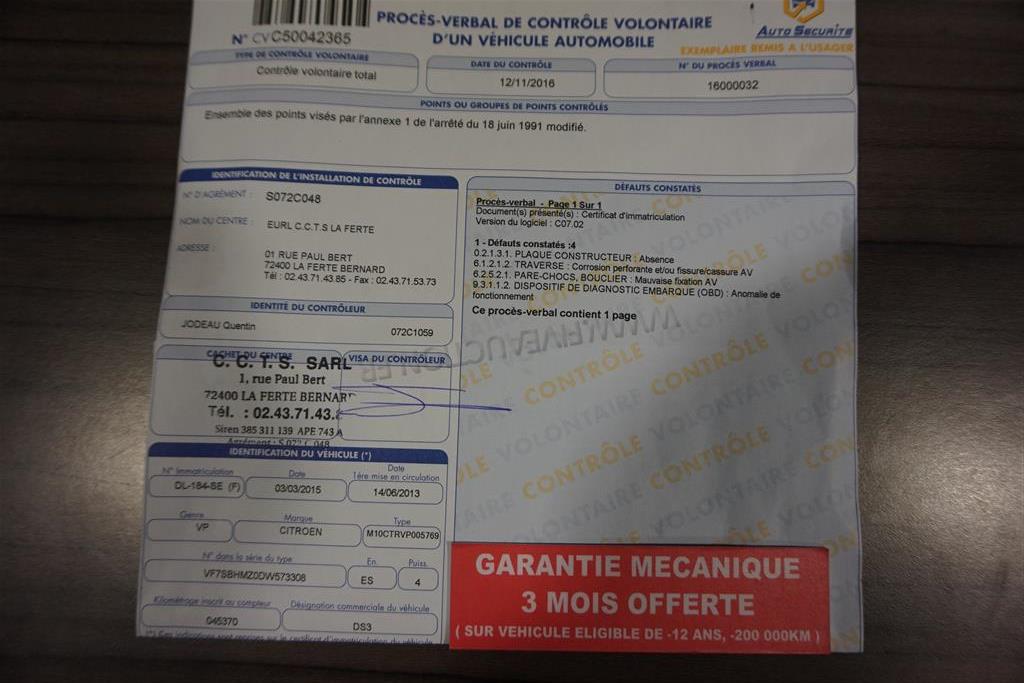 PROCÈS-VERBAL DE CONTRÔLE VOLONTAIRE
D'UN VÉHICULE AUTOMOBILE
N° CVC50042365
AUTO SECURITE
EXEMPLAIRE REMIS A L'USAGER
TYPE DE CONTRÔLE VOLONTAIRE
Contrôle volontaire total
DATE DU CONTRÔLE
12/11/2016
N° DU PROCÈS VERBAL
16000032
POINTS OU GROUPES DE POINTS CONTRÔLÉS
Ensemble des points visés par l'annexe 1 de l'arrêté du 18 juin 1991 modifié.
IDENTIFICATION DE L'INSTALLATION DE CONTRÔLE
N° D'AGRÉMENT : S072C048
NOM DU CENTRE : EURL C.C.T.S LA FERTE
ADRESSE :
01 RUE PAUL BERT
72400 LA FERTE BERNARD
Tél : 02.43.71.43.85 - Fax : 02.43.71.53.73
IDENTITÉ DU CONTRÔLEUR
JODEAU Quentin 072C1059
CACHET DU CENTRE
VISA DU CONTRÔLEUR
C. C. T. S. SARL
1, rue Paul Bert
72400 LA FERTE BERNARD
Tél. : 02.43.71.43.8
Siren 385 311 139 APE 743 A
Agrément : S 072 C 048
IDENTIFICATION DU VÉHICULE (*)
N° Immatriculation
DL-184-SE (F)
Date
03/03/2015
Date
1ère mise en circulation
14/06/2013
Genre
VP
Marque
CITROEN
Type
M10CTRVP005769
N° dans la série du type
VF7SBHMZ0DW573308
En.
ES
Puiss.
4
Kilométrage inscrit au compteur
045370
Désignation commerciale du véhicule
DS3
DÉFAUTS CONSTATÉS
Procès-verbal - Page 1 Sur 1
Document(s) présenté(s) : Certificat d'immatriculation
Version du logiciel : C07.02
1 - Défauts constatés :4
0.2.1.3.1. PLAQUE CONSTRUCTEUR : Absence
6.1.2.1.2. TRAVERSE : Corrosion perforante et/ou fissure/cassure AV
6.2.5.2.1. PARE-CHOCS, BOUCLIER : Mauvaise fixation AV
9.3.1.1.2. DISPOSITIF DE DIAGNOSTIC EMBARQUE (OBD) : Anomalie de
fonctionnement
Ce procès-verbal contient 1 page
WWW.FIVEAUCTION.FR
CONTRÔLE VOLONTAIRE
GARANTIE MECANIQUE
3 MOIS OFFERTE
( SUR VEHICULE ELIGIBLE DE -12 ANS, -200 000KM )